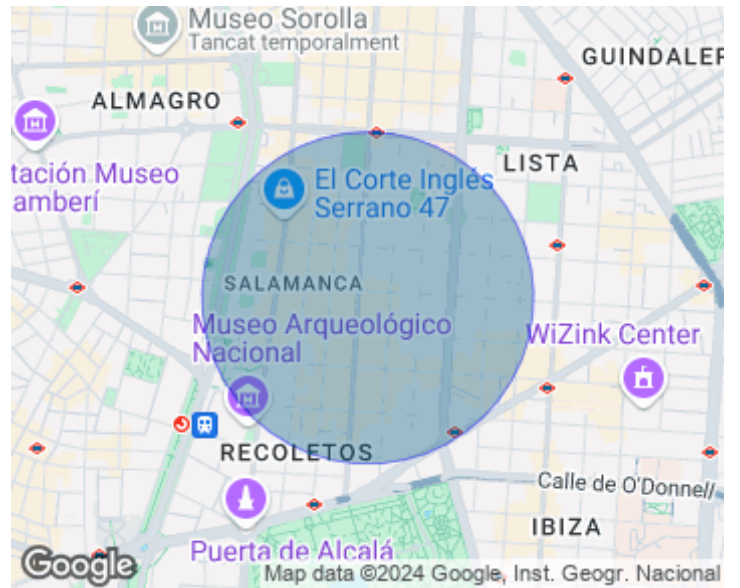 Museo Sorolla
Tancat temporalment
GUINDALER
ALMAGRO
tación Museo
amberí
El Corte Inglés
Serrano 47
LISTA
SALAMANCA
Museo Arqueológico
Nacional
WiZink Center
RECOLETOS
Calle de O'Donnell
IBIZA
Puerta de Alcalá
Google
Map data ©2024 Google, Inst. Geogr. Nacional